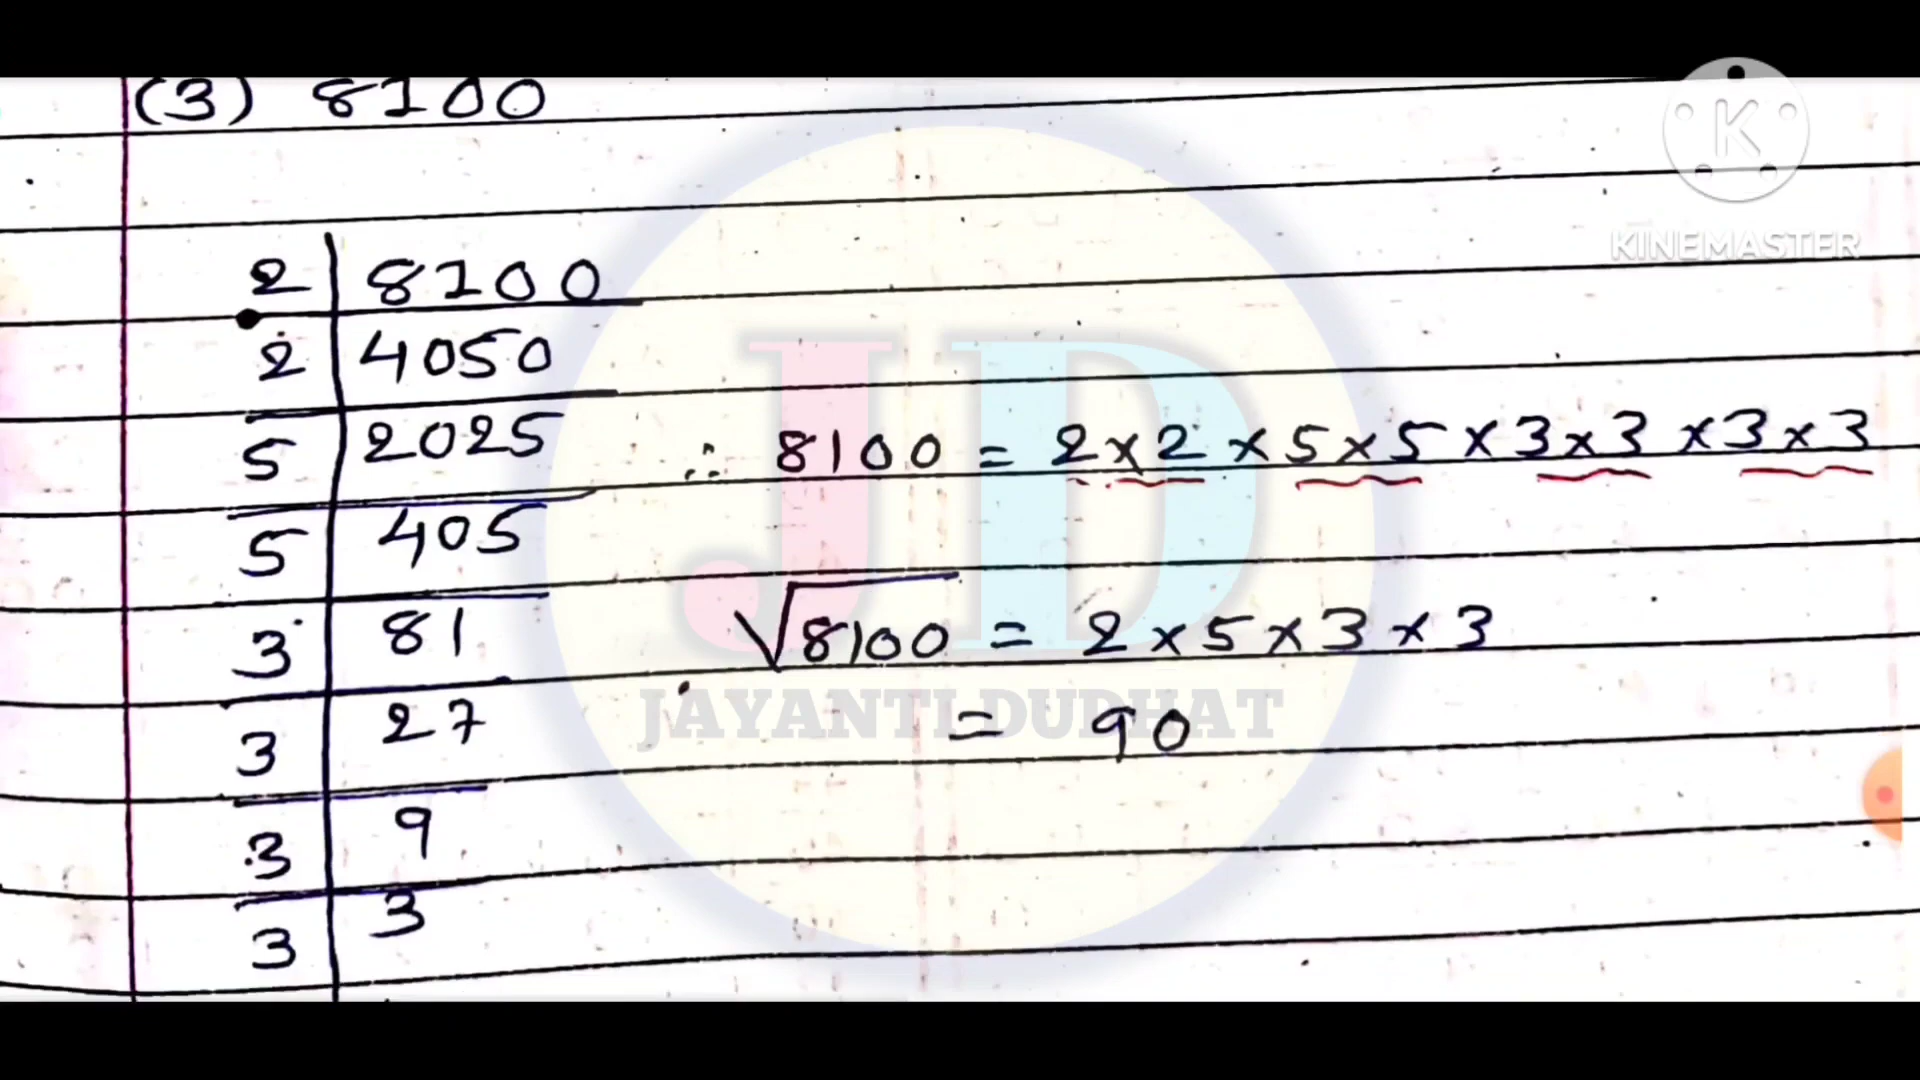 (3) 8100
KINEMASTER
2 | 8100
2 | 4050
5 | 2025
∴ 8100 = 2 × 2 × 5 × 5 × 3 × 3 × 3 × 3
5 | 405
3 | 81
√8100 = 2 × 5 × 3 × 3
3 | 27
= 90
JAYANTI DUDHAT
3 | 9
3 | 3
K
JD